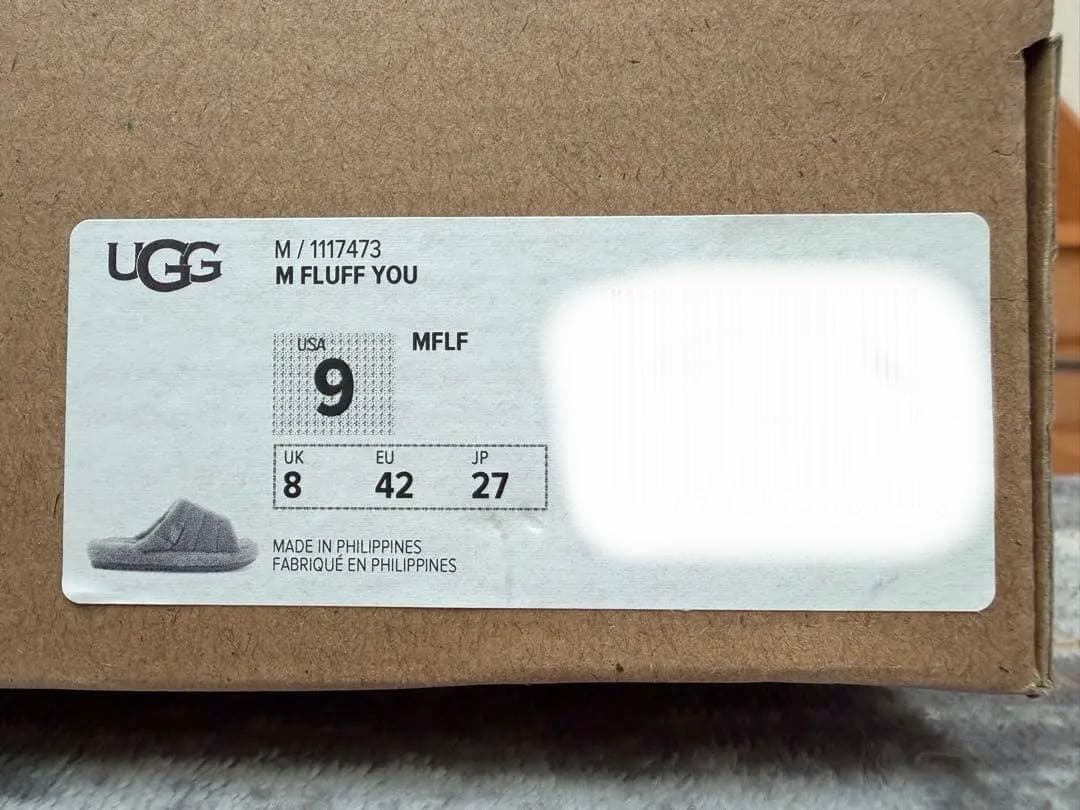 UGG
M / 1117473
M FLUFF YOU
USA
9
MFLF
UK EU JP
8 42 27
MADE IN PHILIPPINES
FABRIQUÉ EN PHILIPPINES